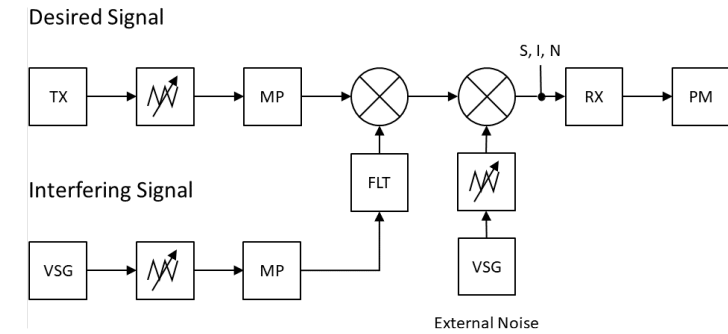 Desired Signal
S, I, N
TX
MP
RX
PM
FLT
Interfering Signal
VSG
MP
VSG
External Noise